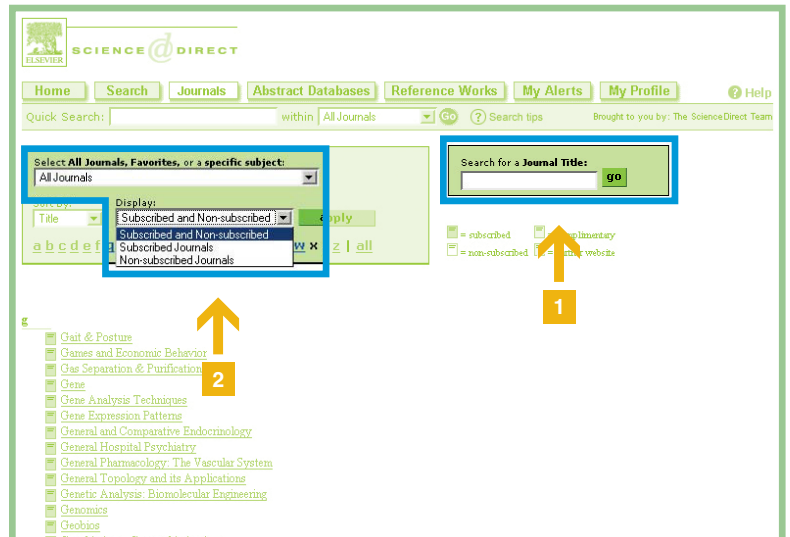 ELSEVIER
SCIENCE @ DIRECT
Home Search Journals Abstract Databases Reference Works My Alerts My Profile ? Help
Quick Search: within All Journals Go ? Search tips Brought to you by: The ScienceDirect Team
Select All Journals, Favorites, or a specific subject:
All Journals
Sort By: Display:
Title Subscribed and Non-subscribed apply
Subscribed and Non-subscribed
Subscribed Journals
Non-subscribed Journals
a b c d e f g w x z | all
Search for a Journal Title:
go
= subscribed = complimentary
= non-subscribed = website
1
2
g
Gait & Posture
Games and Economic Behavior
Gas Separation & Purification
Gene
Gene Analysis Techniques
Gene Expression Patterns
General and Comparative Endocrinology
General Hospital Psychiatry
General Pharmacology: The Vascular System
General Topology and its Applications
Genetic Analysis: Biomolecular Engineering
Genomics
Geobios